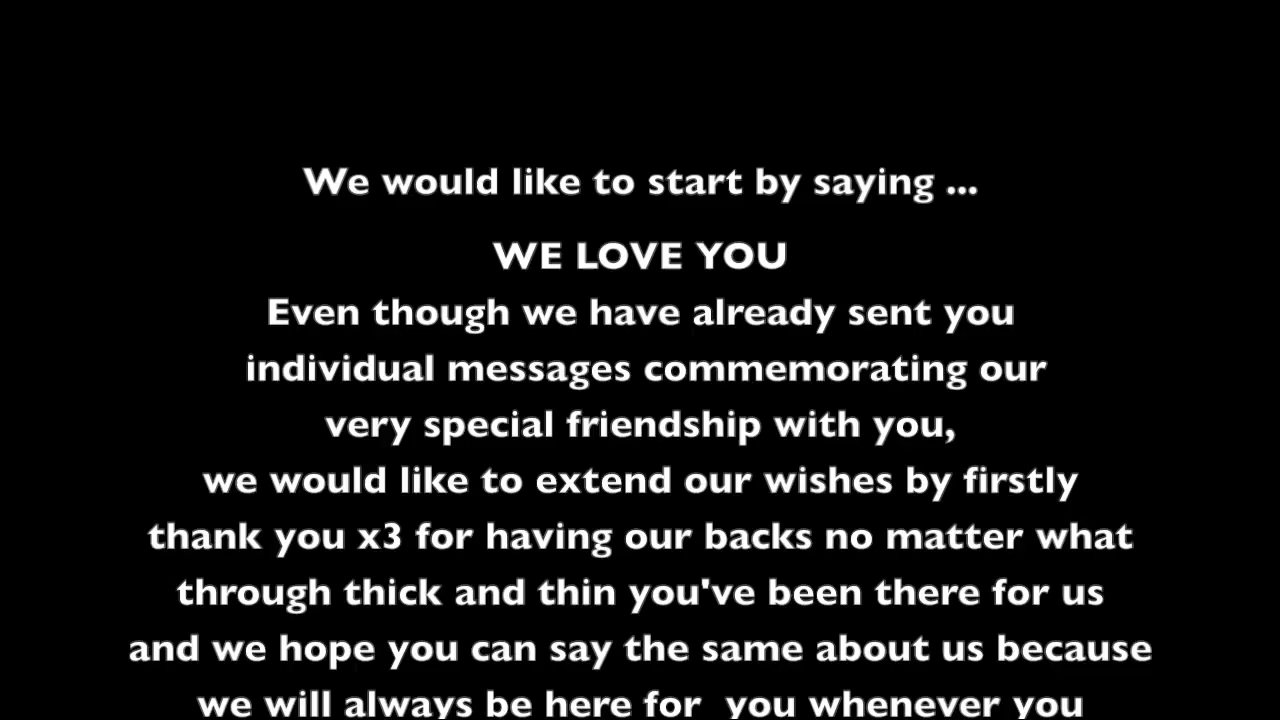 We would like to start by saying ...
WE LOVE YOU
Even though we have already sent you
individual messages commemorating our
very special friendship with you,
we would like to extend our wishes by firstly
thank you x3 for having our backs no matter what
through thick and thin you've been there for us
and we hope you can say the same about us because
we will always be here for  you whenever you